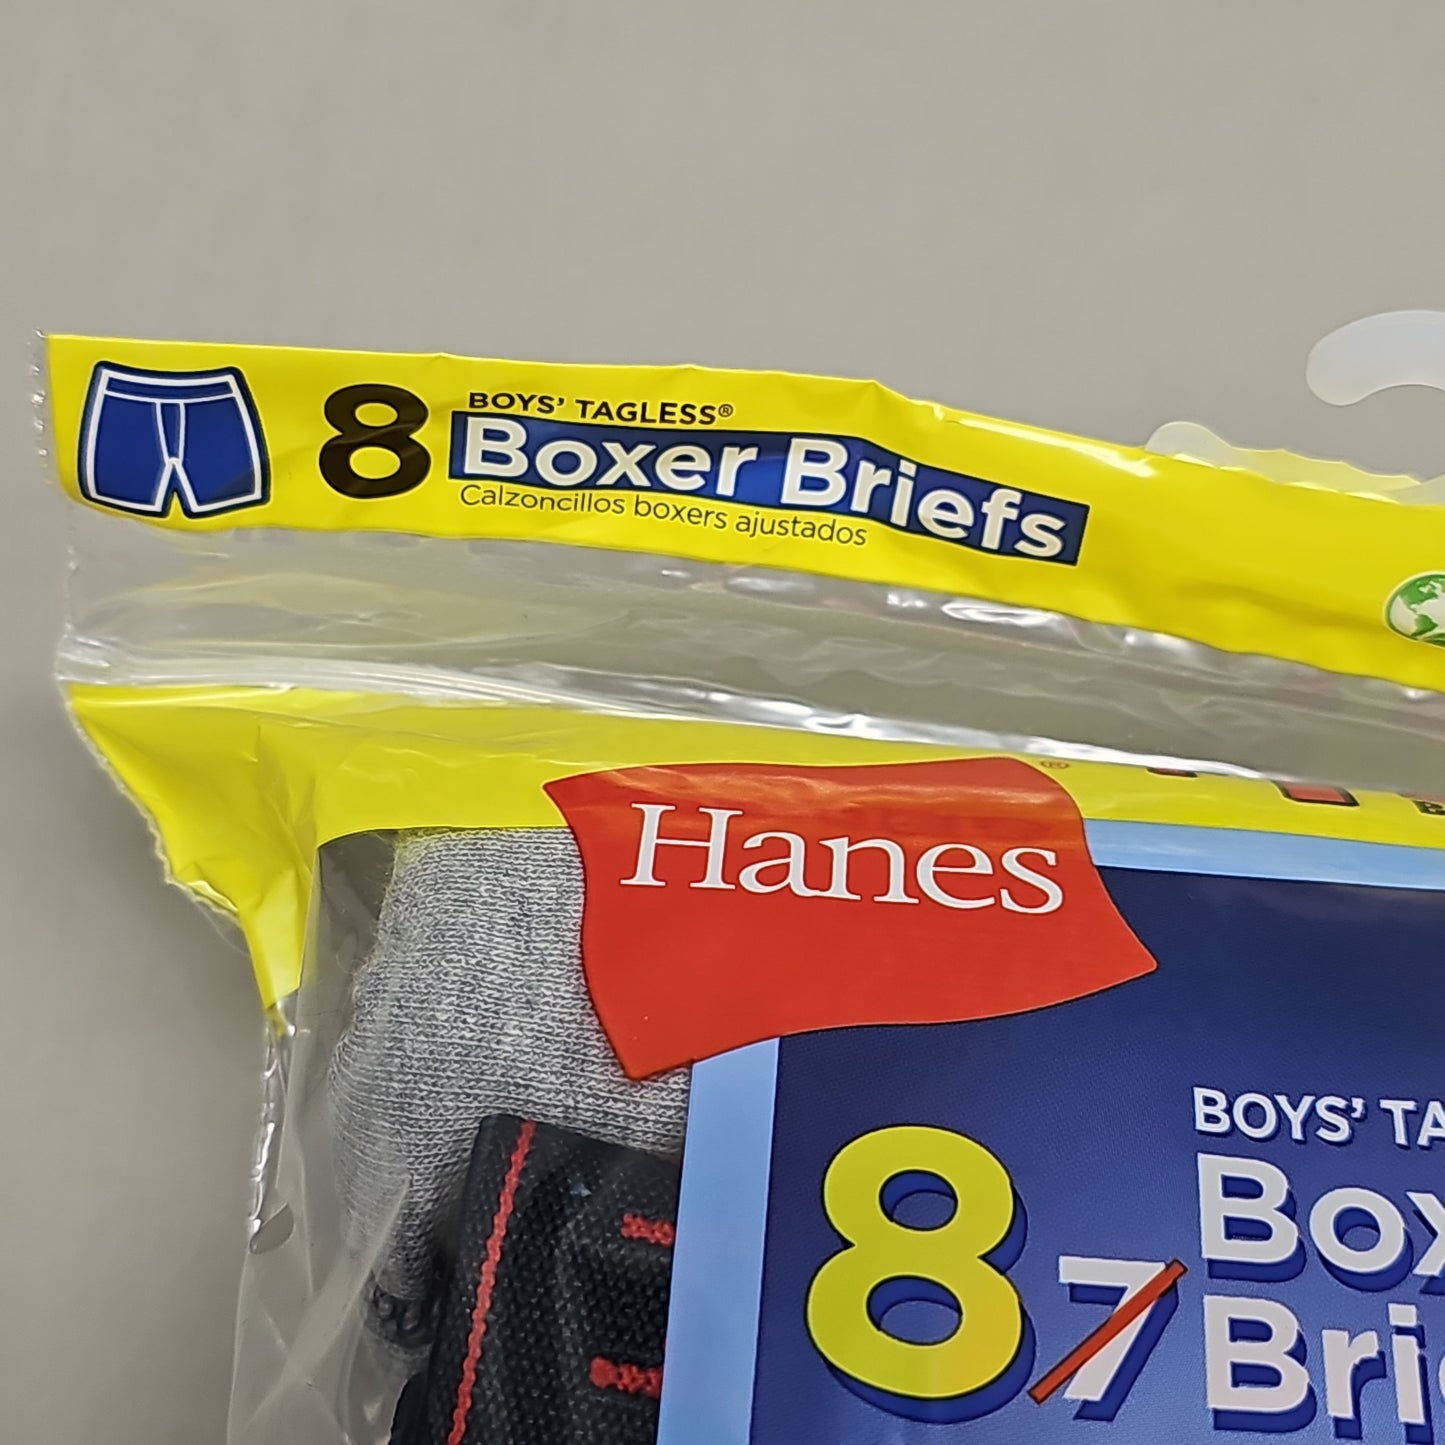 8
BOYS' TAGLESS®
Boxer Briefs
Calzoncillos boxers ajustados
Hanes
®
8
7
BOYS' TA
Box
Bri